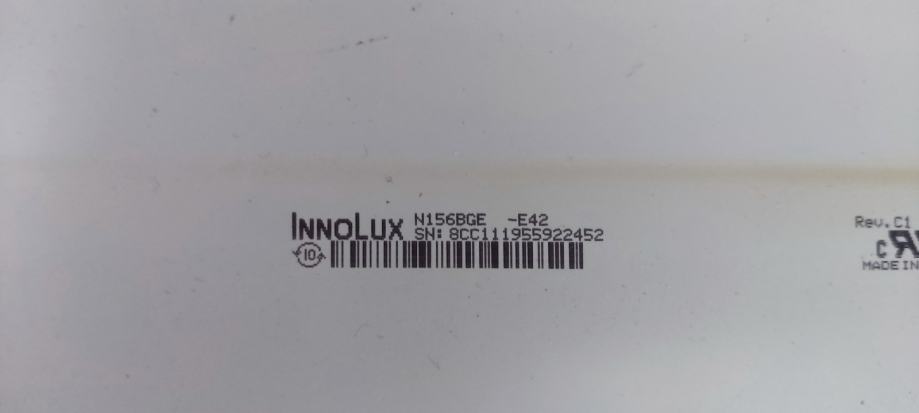 INNOLUX N156BGE -E42
SN: 8CC111955922452
10
Rev.C1
MADE IN